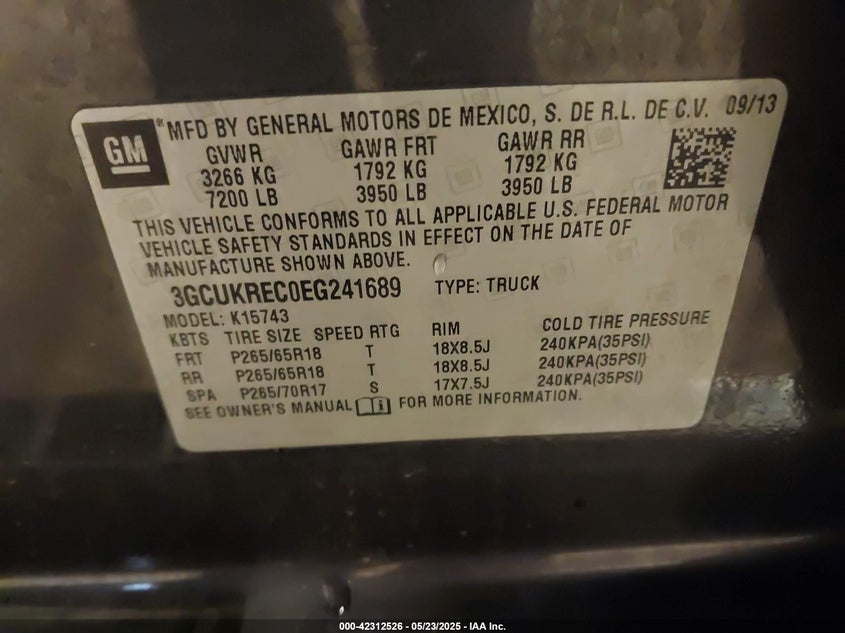 GM ® MFD BY GENERAL MOTORS DE MEXICO, S. DE R.L. DE C.V. 09/13
GVWR GAWR FRT GAWR RR
3266 KG 1792 KG 1792 KG
7200 LB 3950 LB 3950 LB
THIS VEHICLE CONFORMS TO ALL APPLICABLE U.S. FEDERAL MOTOR
VEHICLE SAFETY STANDARDS IN EFFECT ON THE DATE OF
MANUFACTURE SHOWN ABOVE.
3GCUKREC0EG241689 TYPE: TRUCK
MODEL: K15743
KBTS TIRE SIZE SPEED RTG RIM COLD TIRE PRESSURE
FRT P265/65R18 T 18X8.5J 240KPA(35PSI)
RR P265/65R18 T 18X8.5J 240KPA(35PSI)
SPA P265/70R17 S 17X7.5J 240KPA(35PSI)
SEE OWNER'S MANUAL FOR MORE INFORMATION.
000-42312526 - 05/23/2025 - IAA Inc.